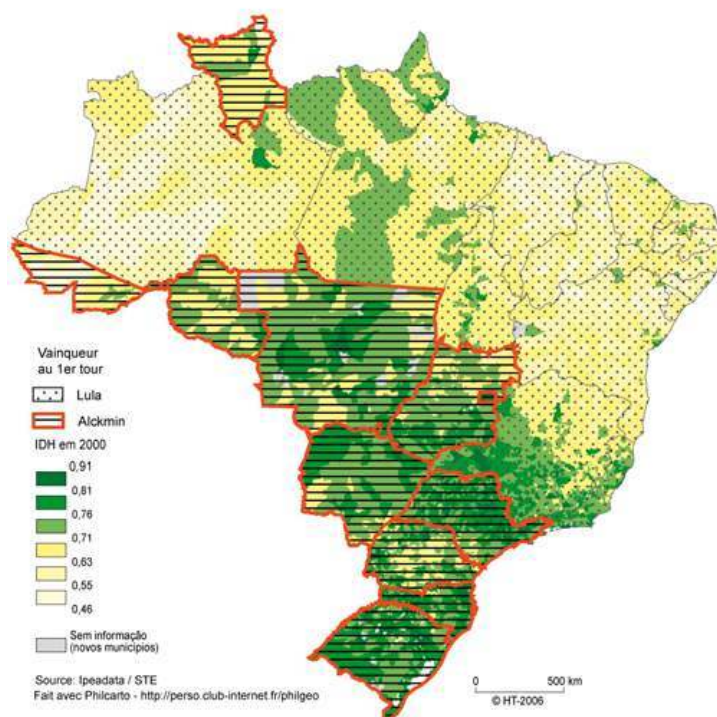 Vainqueur
au 1er tour
Lula
Alckmin
IDH em 2000
0,91
0,81
0,76
0,71
0,63
0,55
0,46
Sem informação
(novos municípios)
Source: Ipeadata / STE
Fait avec Philcarto - http://perso.club-internet.fr/philgeo
0 500 km
© HT-2006